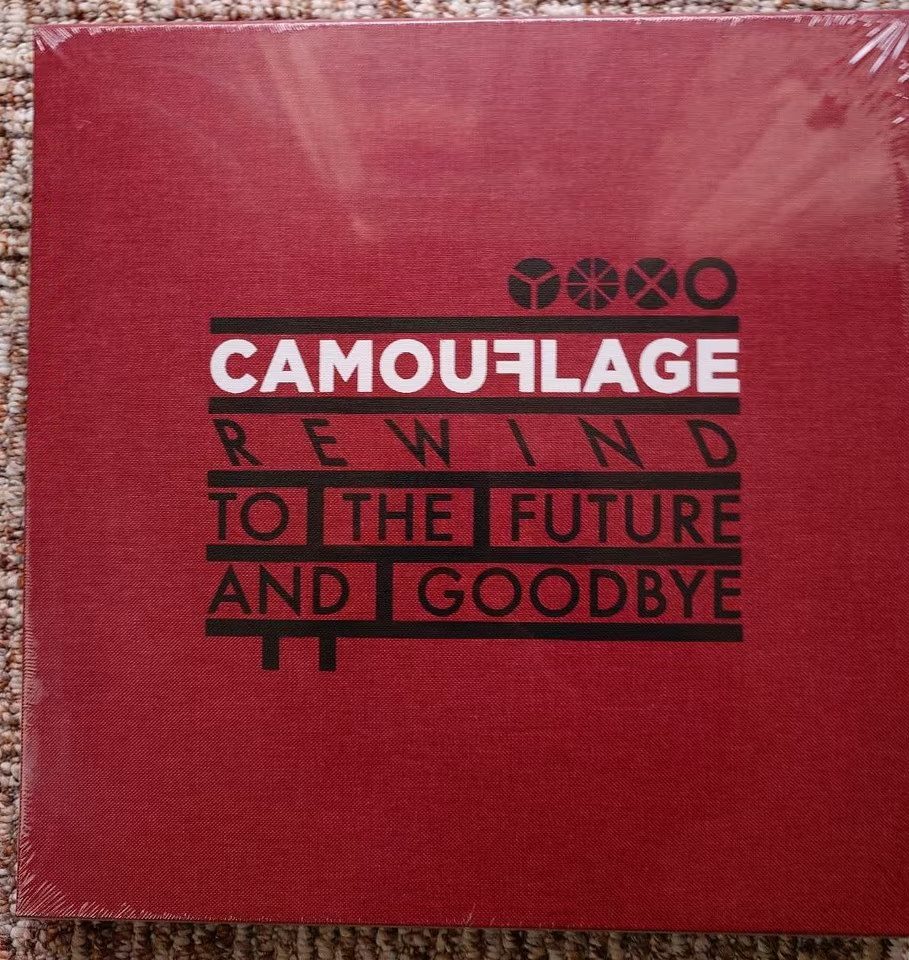 CAMOUFLAGE
REWIND
TO THE FUTURE
AND GOODBYE